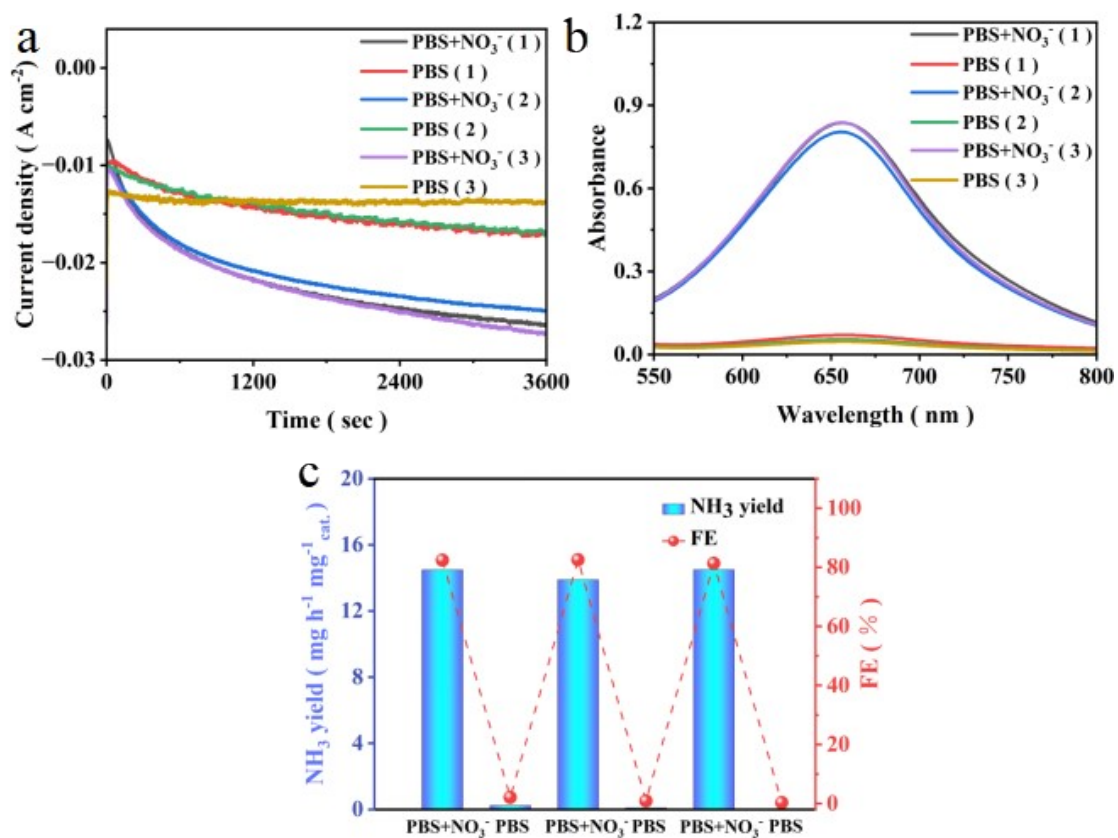 a
Current density ( A cm⁻² )
0.00
−0.01
−0.02
−0.03
0
1200
2400
3600
Time ( sec )
PBS+NO₃⁻ ( 1 )
PBS ( 1 )
PBS+NO₃⁻ ( 2 )
PBS ( 2 )
PBS+NO₃⁻ ( 3 )
PBS ( 3 )
b
Absorbance
1.2
0.9
0.6
0.3
0.0
550
600
650
700
750
800
Wavelength ( nm )
PBS+NO₃⁻ ( 1 )
PBS ( 1 )
PBS+NO₃⁻ ( 2 )
PBS ( 2 )
PBS+NO₃⁻ ( 3 )
PBS ( 3 )
c
NH₃ yield ( mg h⁻¹ mg⁻¹cat. )
20
16
12
8
4
0
NH₃ yield
FE
100
80
60
40
20
0
FE ( % )
PBS+NO₃⁻ PBS PBS+NO₃⁻ PBS PBS+NO₃⁻ PBS